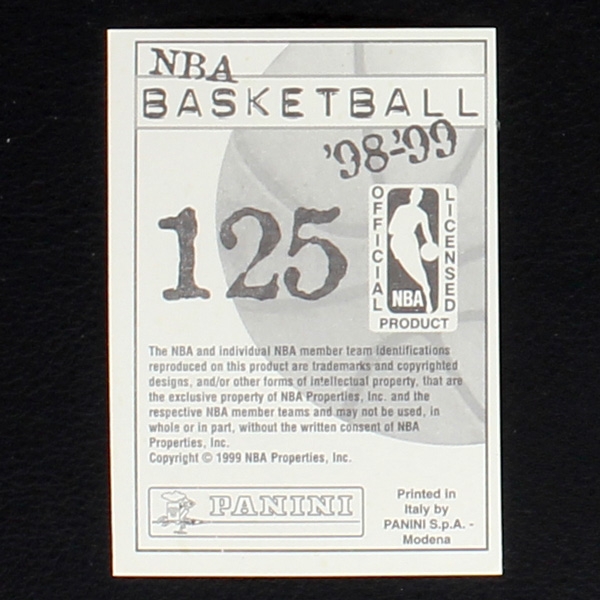 NBA
BASKETBALL
'98-'99
125
OFFICIAL
LICENSED
NBA
PRODUCT
The NBA and individual NBA member team identifications
reproduced on this product are trademarks and copyrighted
designs, and/or other forms of intellectual property, that are
the exclusive property of NBA Properties, Inc. and the
respective NBA member teams and may not be used, in
whole or in part, without the written consent of NBA
Properties, Inc.
Copyright © 1999 NBA Properties, Inc.
PANINI
Printed in
Italy by
PANINI S.p.A. -
Modena